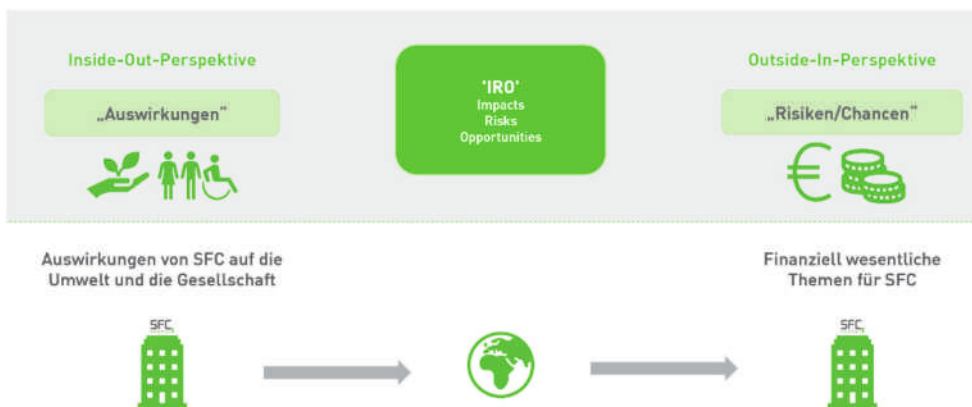 Inside-Out-Perspektive
„Auswirkungen“
'IRO'
Impacts
Risks
Opportunities
Outside-In-Perspektive
„Risiken/Chancen“
Auswirkungen von SFC auf die
Umwelt und die Gesellschaft
Finanziell wesentliche
Themen für SFC
SFC
SFC